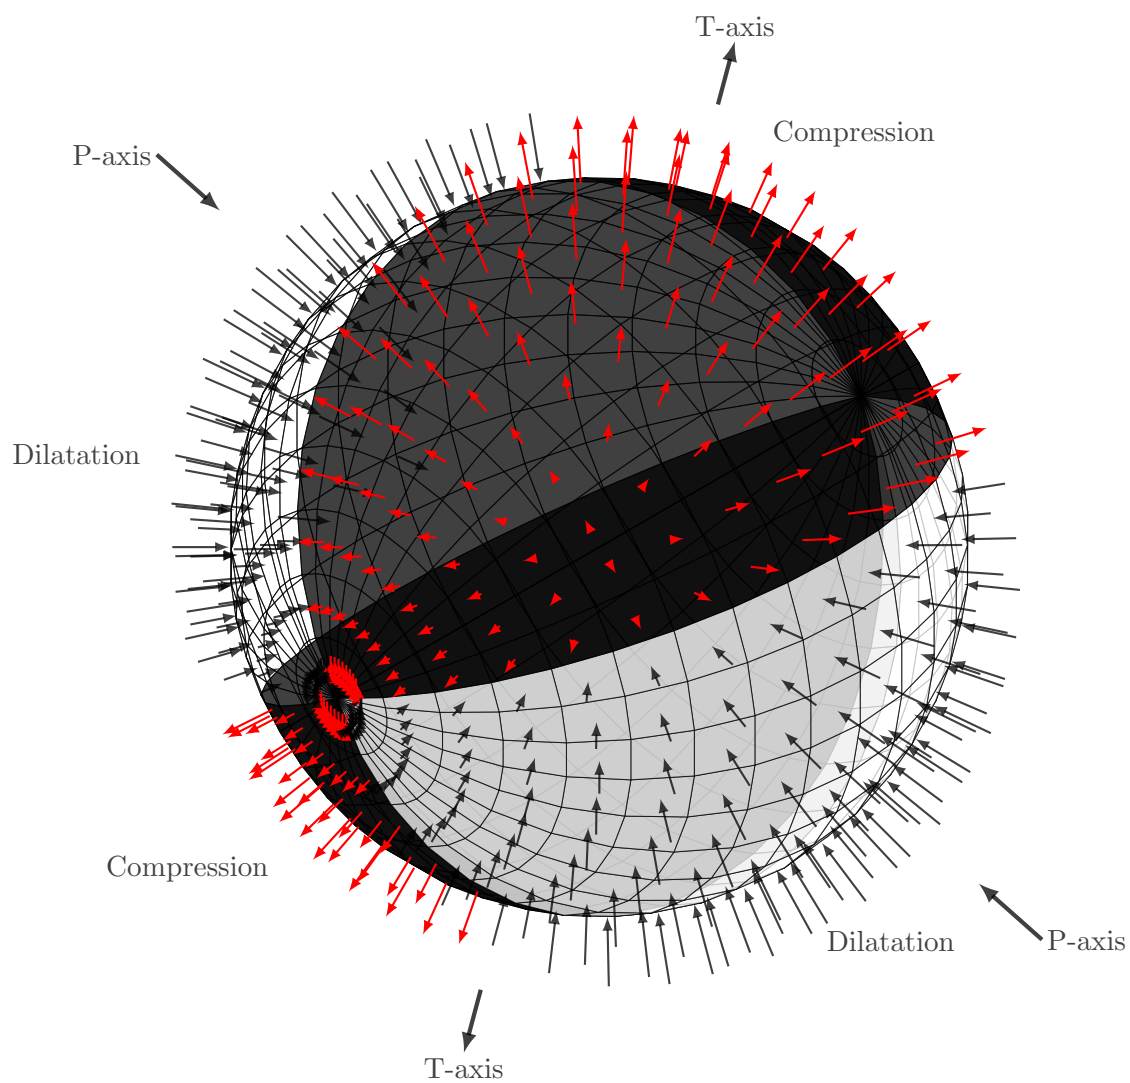 T-axis
Compression
P-axis
Dilatation
Compression
Dilatation
P-axis
T-axis